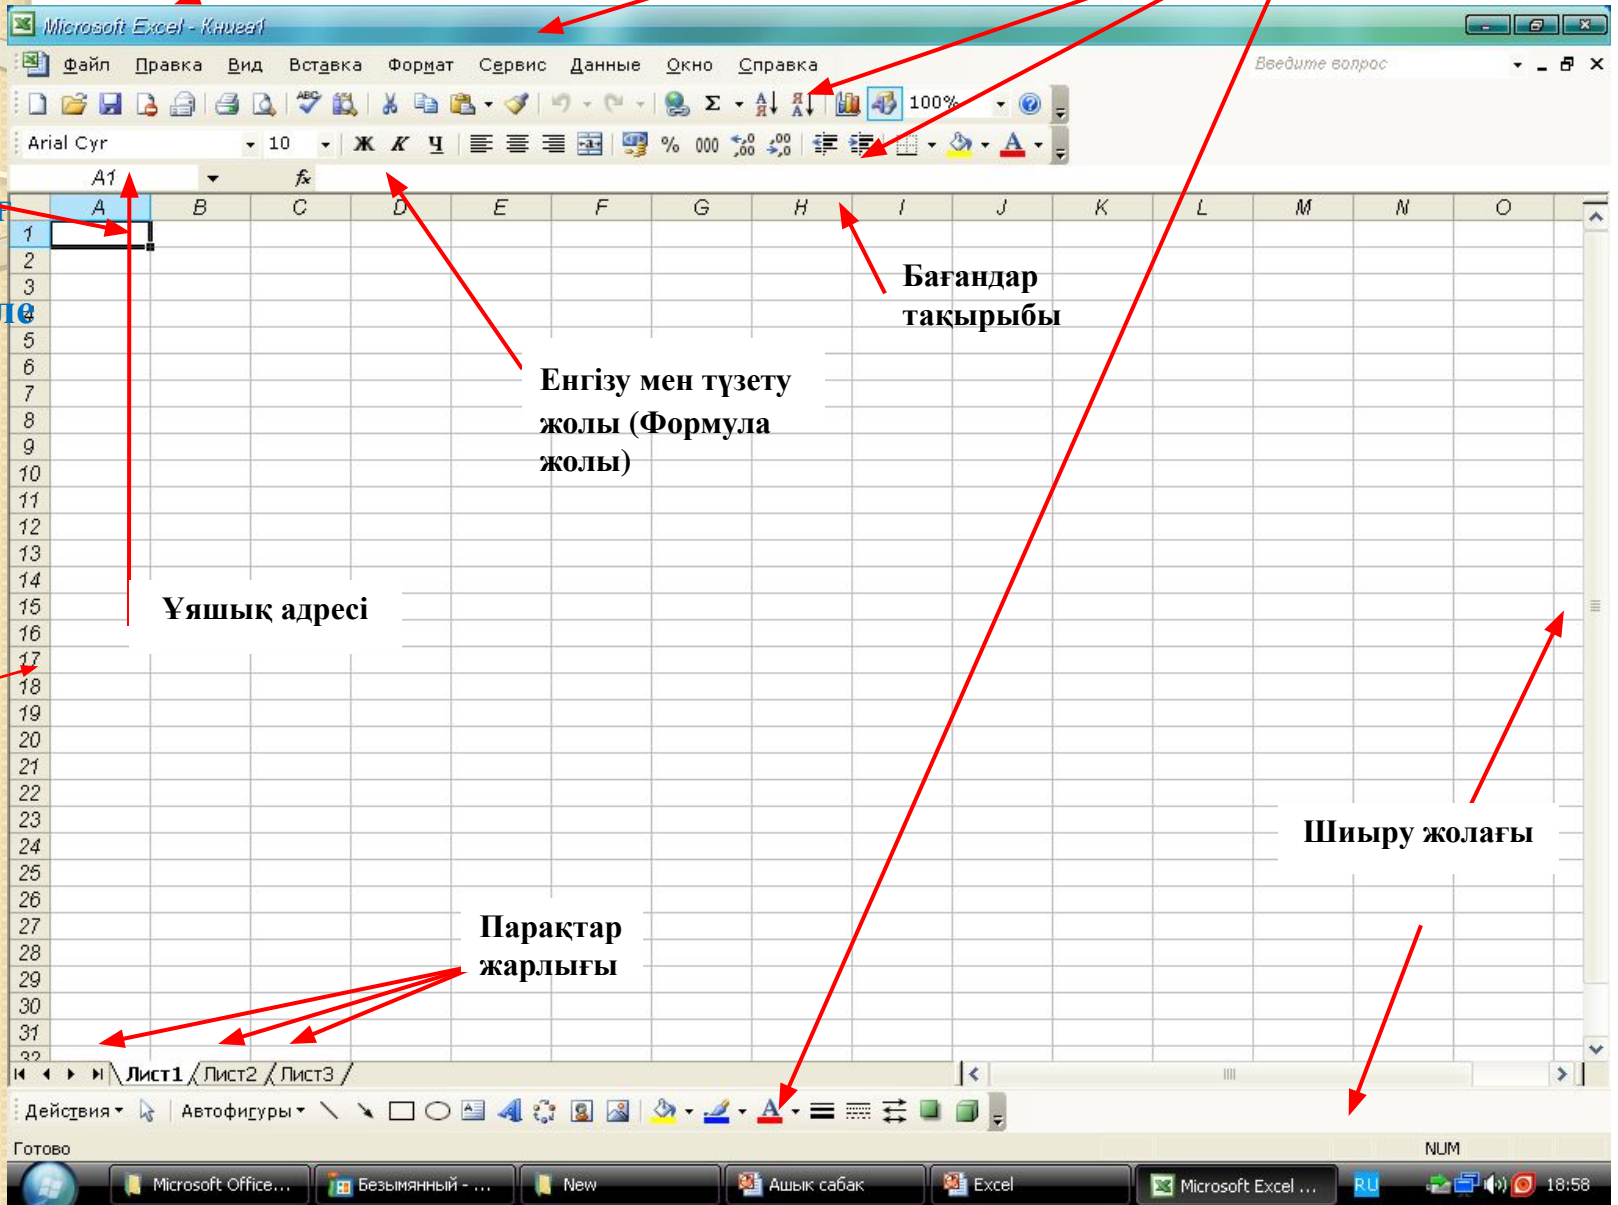 Microsoft Excel - Книга1
Файл Правка Вид Вставка Формат Сервис Данные Окно Справка Введите вопрос
100%
Arial Cyr 10 Ж К Ч % 000
A1 fx
A B C D E F G H I J K L M N O
1
2
3
4
5
6
7
8
9
10
11
12
13
14
15
16
17
18
19
20
21
22
23
24
25
26
27
28
29
30
31
32
ле
Бағандар
тақырыбы
Енгізу мен түзету
жолы (Формула
жолы)
Ұяшық адресі
Шиыру жолағы
Парақтар
жарлығы
Лист1 Лист2 Лист3
Действия Автофигуры
Готово NUM
Microsoft Office... Безымянный - ... New Ашык сабак Excel Microsoft Excel ... RU 18:58